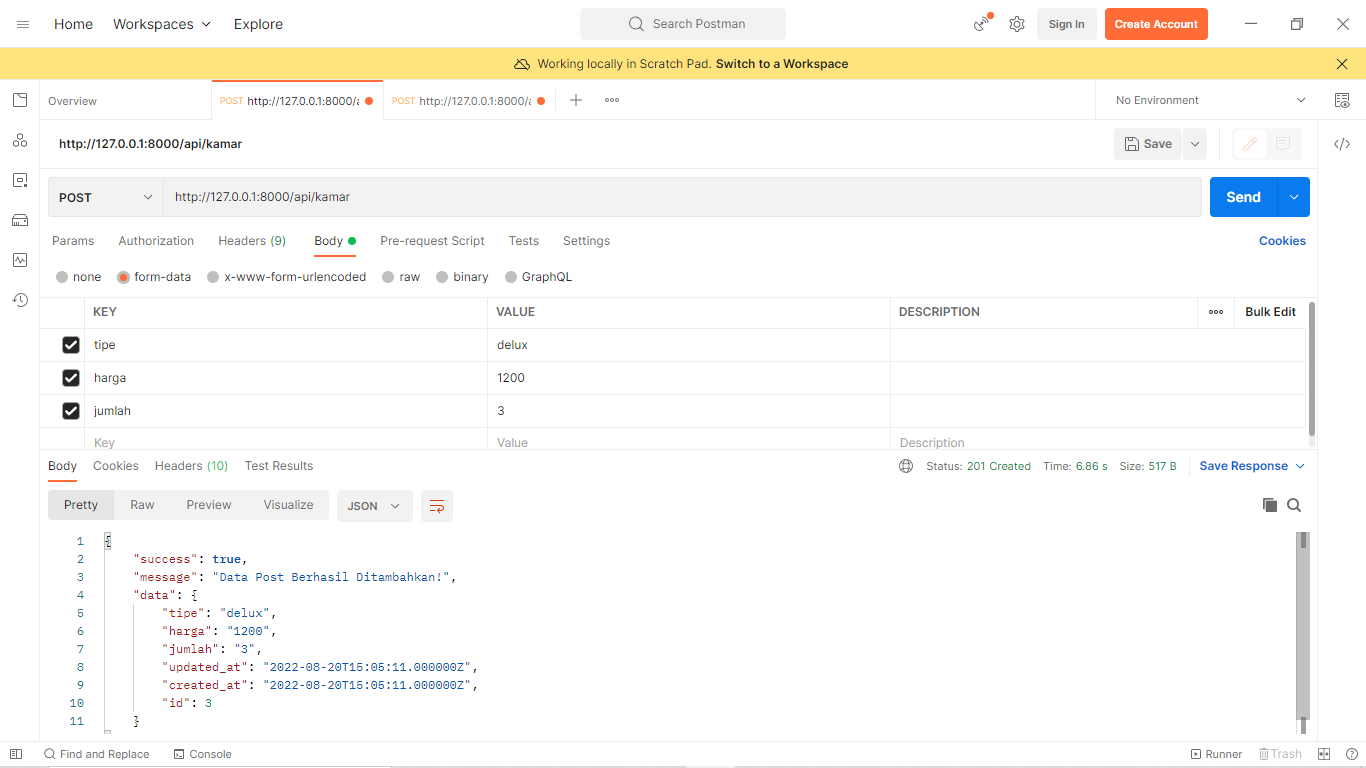 Home Workspaces Explore Search Postman Sign In Create Account
Working locally in Scratch Pad. Switch to a Workspace
Overview POST http://127.0.0.1:8000/a POST http://127.0.0.1:8000/a No Environment
http://127.0.0.1:8000/api/kamar Save
POST http://127.0.0.1:8000/api/kamar Send
Params Authorization Headers (9) Body Pre-request Script Tests Settings Cookies
none form-data x-www-form-urlencoded raw binary GraphQL
KEY VALUE DESCRIPTION Bulk Edit
tipe delux
harga 1200
jumlah 3
Key Value Description
Body Cookies Headers (10) Test Results Status: 201 Created Time: 6.86 s Size: 517 B Save Response
Pretty Raw Preview Visualize JSON
1 {
2 "success": true,
3 "message": "Data Post Berhasil Ditambahkan!",
4 "data": {
5 "tipe": "delux",
6 "harga": "1200",
7 "jumlah": "3",
8 "updated_at": "2022-08-20T15:05:11.000000Z",
9 "created_at": "2022-08-20T15:05:11.000000Z",
10 "id": 3
11 }
Find and Replace Console Runner Trash